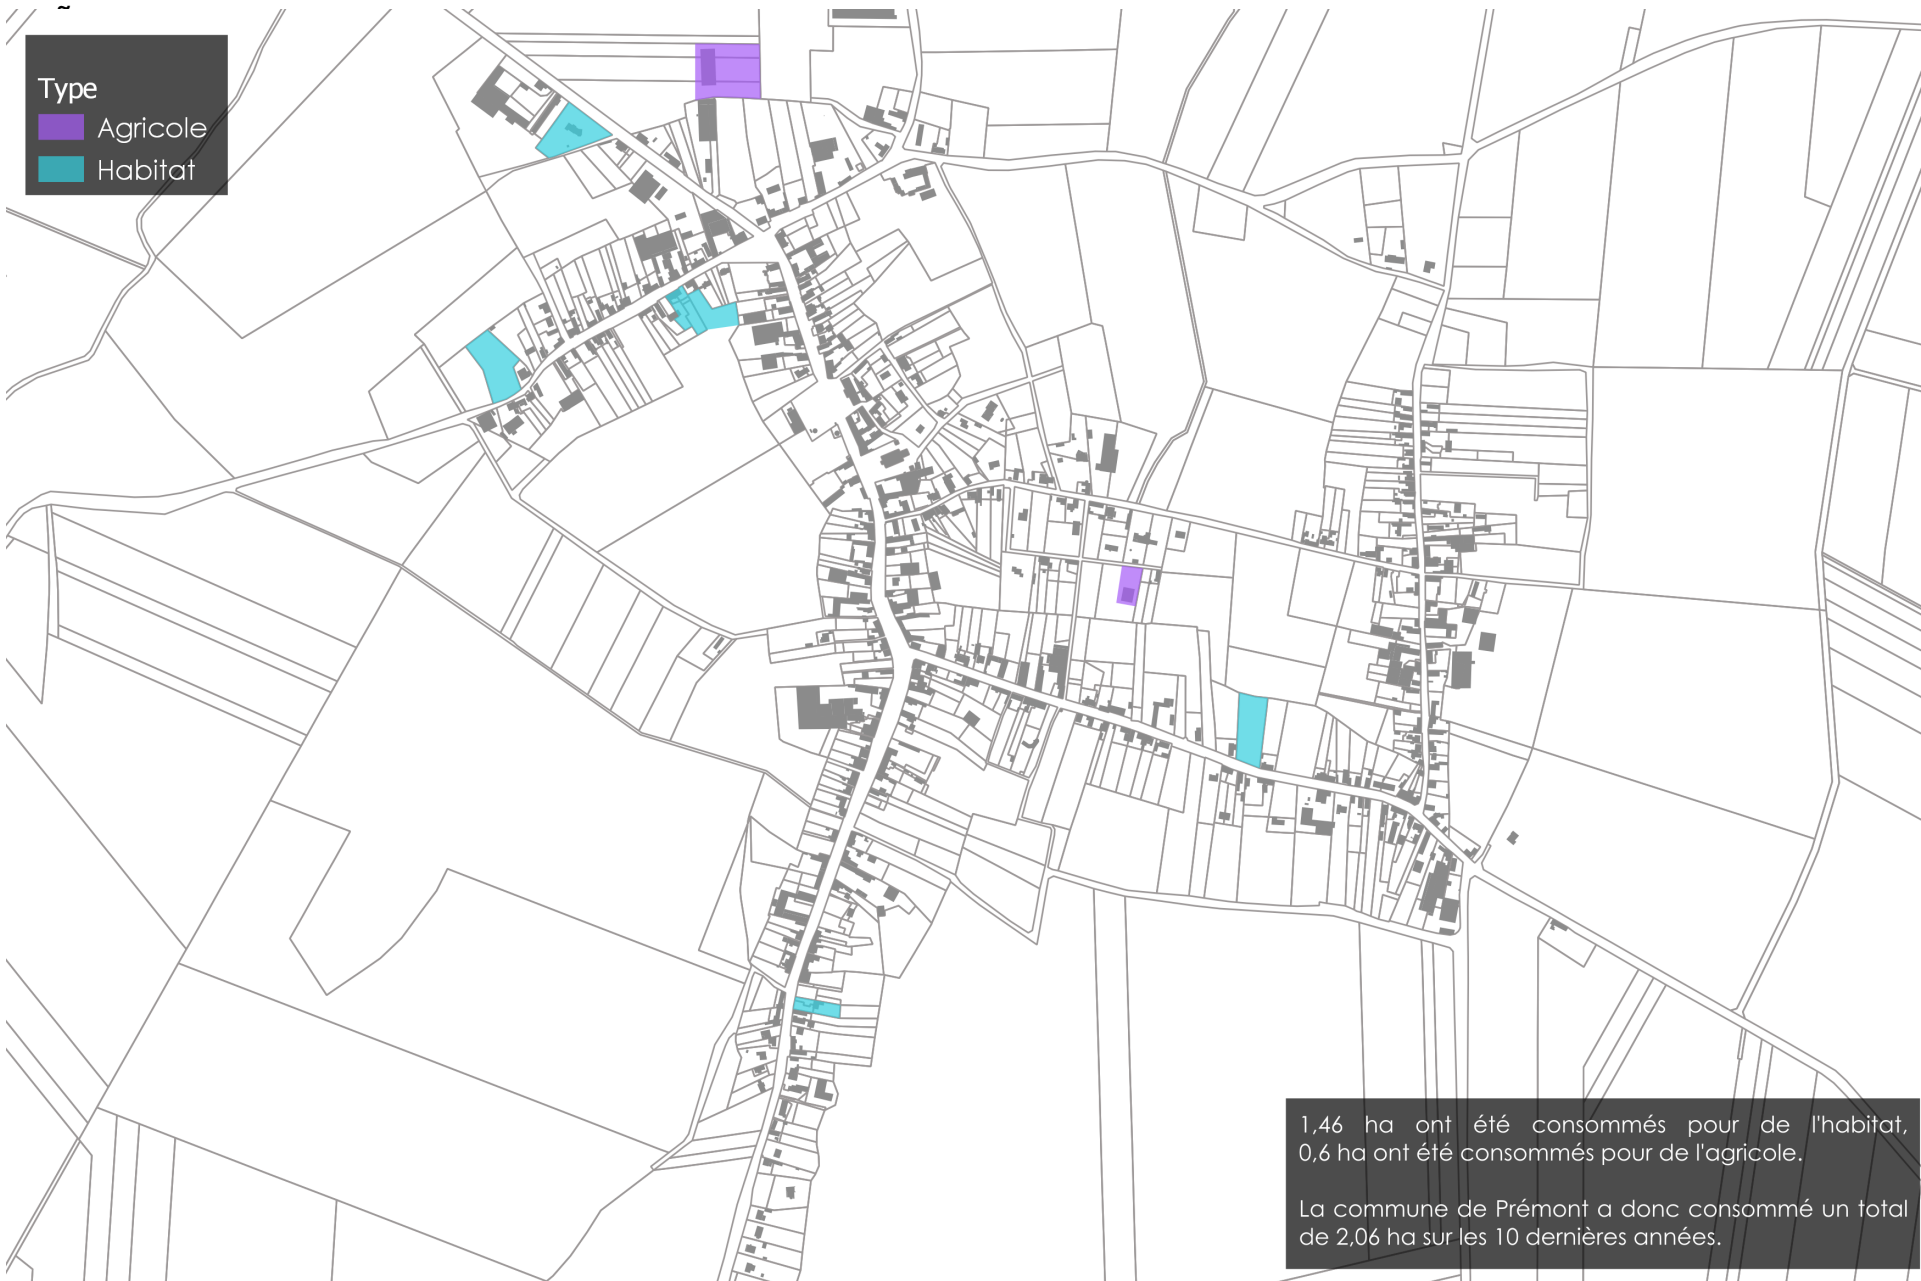 Type
Agricole
Habitat
1,46 ha ont été consommés pour de l'habitat,
0,6 ha ont été consommés pour de l'agricole.
La commune de Prémont a donc consommé un total
de 2,06 ha sur les 10 dernières années.